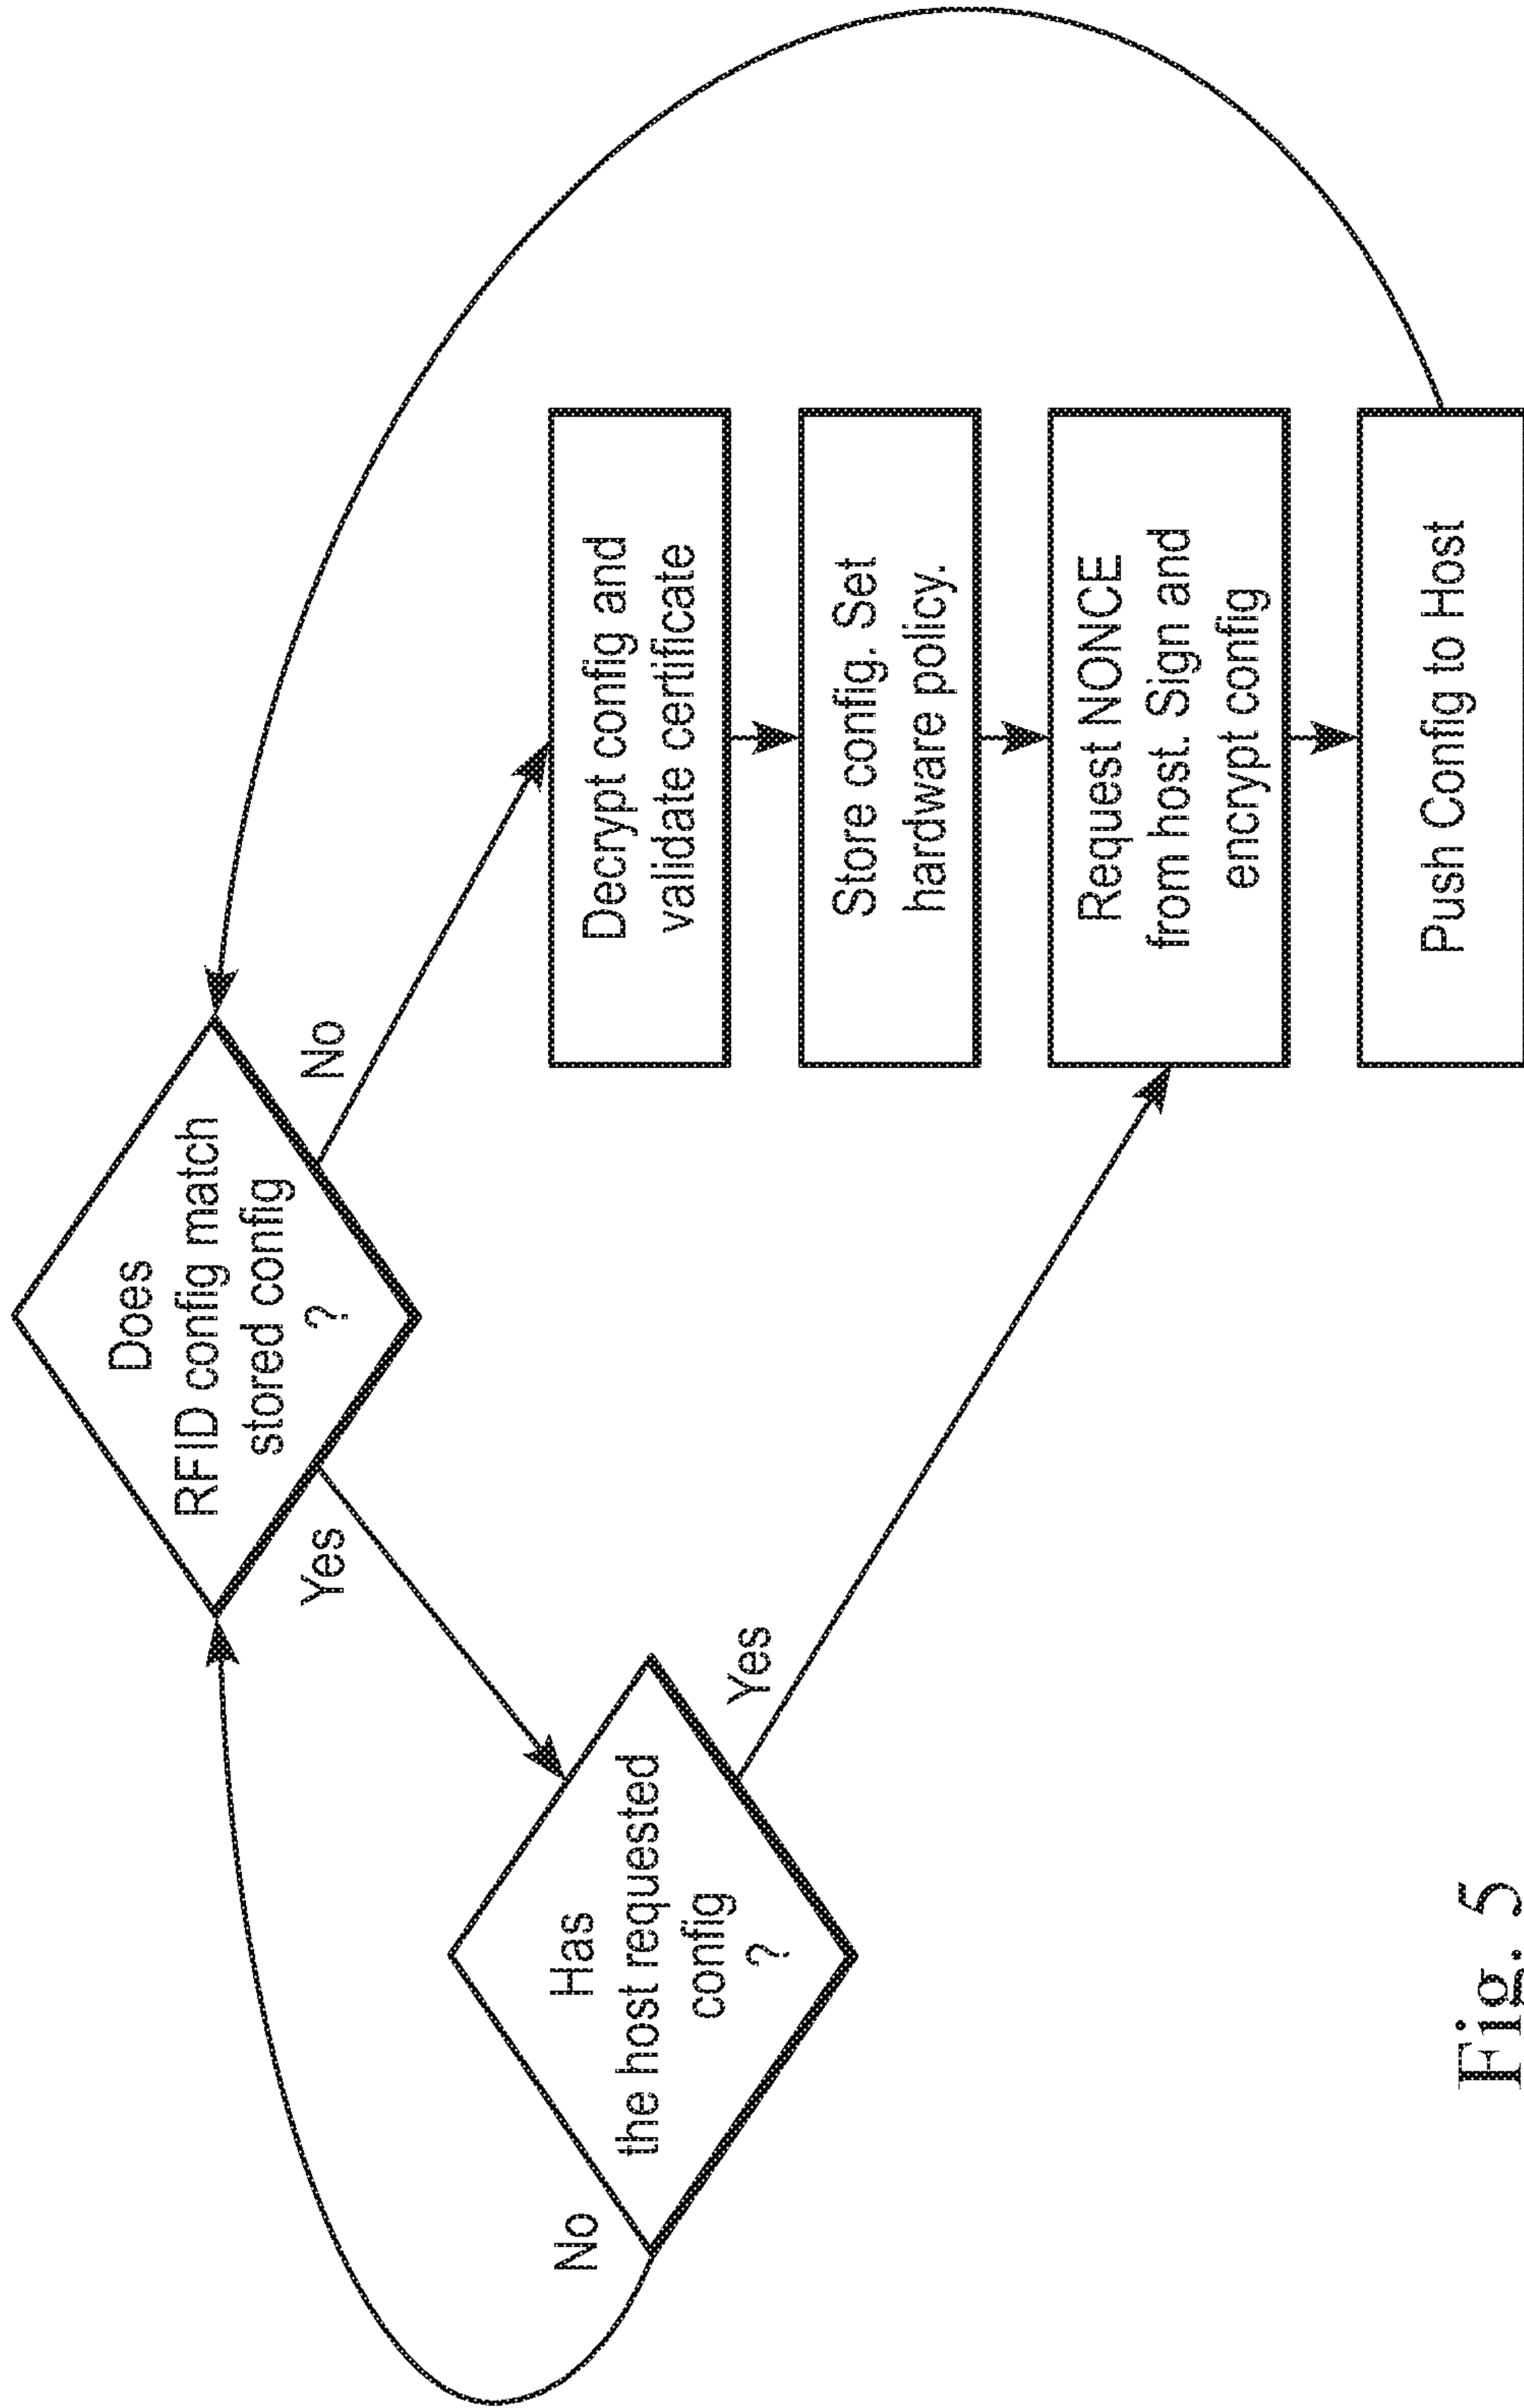 Does
RFID config match
stored config
?
Yes
No
Has
the host requested
config
?
No
Yes
Decrypt config and
validate certificate
Store config. Set
hardware policy.
Request NONCE
from host. Sign and
encrypt config
Push Config to Host
Fig. 5